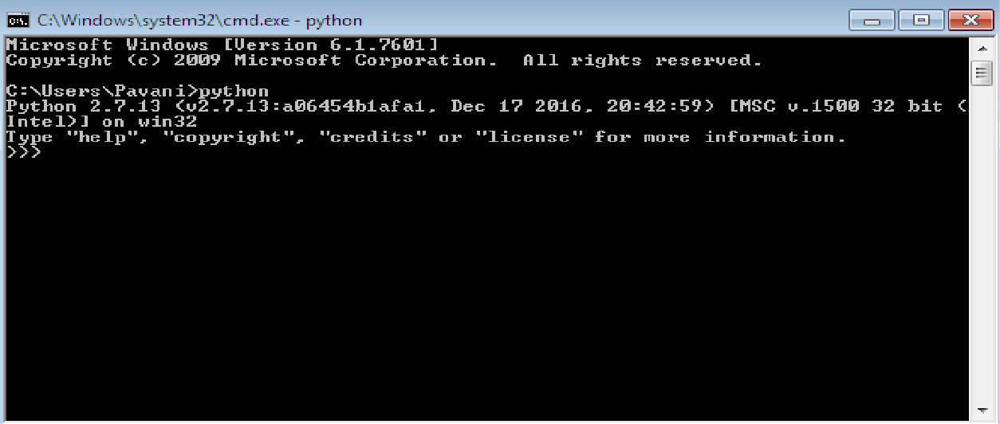 C:\Windows\system32\cmd.exe - python
Microsoft Windows [Version 6.1.7601]
Copyright (c) 2009 Microsoft Corporation.  All rights reserved.
C:\Users\Pavani>python
Python 2.7.13 (v2.7.13:a06454b1afa1, Dec 17 2016, 20:42:59) [MSC v.1500 32 bit (
Intel)] on win32
Type "help", "copyright", "credits" or "license" for more information.
>>>